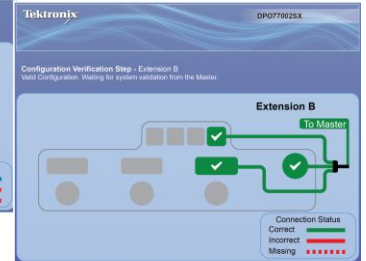 Tektronix
DPO77002SX
Configuration Verification Step - Extension B
Valid Configuration. Waiting for system validation from the Master.
Extension B
To Master
Connection Status
Correct
Incorrect
Missing